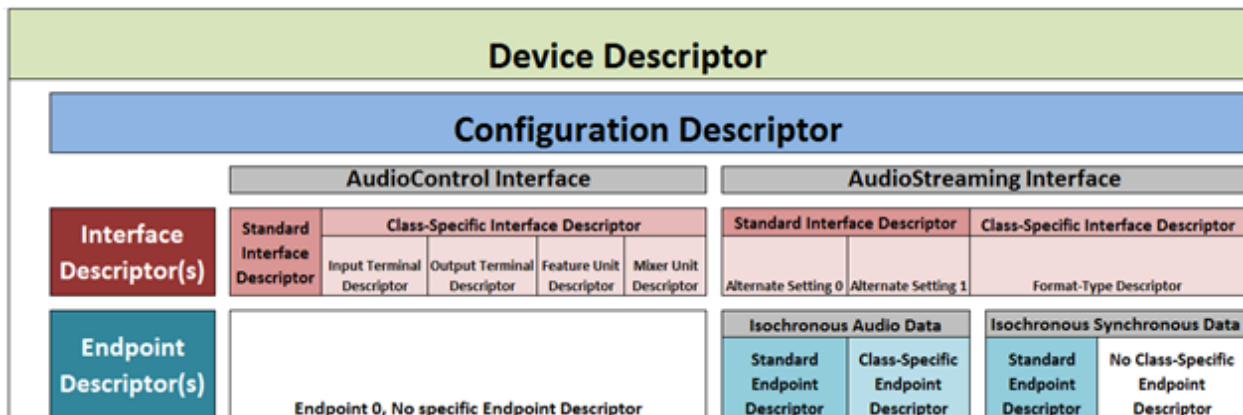 Device Descriptor
Configuration Descriptor
AudioControl Interface
AudioStreaming Interface
Interface
Descriptor(s)
Standard
Interface
Descriptor
Class-Specific Interface Descriptor
Input Terminal
Descriptor
Output Terminal
Descriptor
Feature Unit
Descriptor
Mixer Unit
Descriptor
Standard Interface Descriptor
Alternate Setting 0
Alternate Setting 1
Class-Specific Interface Descriptor
Format-Type Descriptor
Endpoint
Descriptor(s)
Endpoint 0, No specific Endpoint Descriptor
Isochronous Audio Data
Standard
Endpoint
Descriptor
Class-Specific
Endpoint
Descriptor
Isochronous Synchronous Data
Standard
Endpoint
Descriptor
No Class-Specific
Endpoint
Descriptor